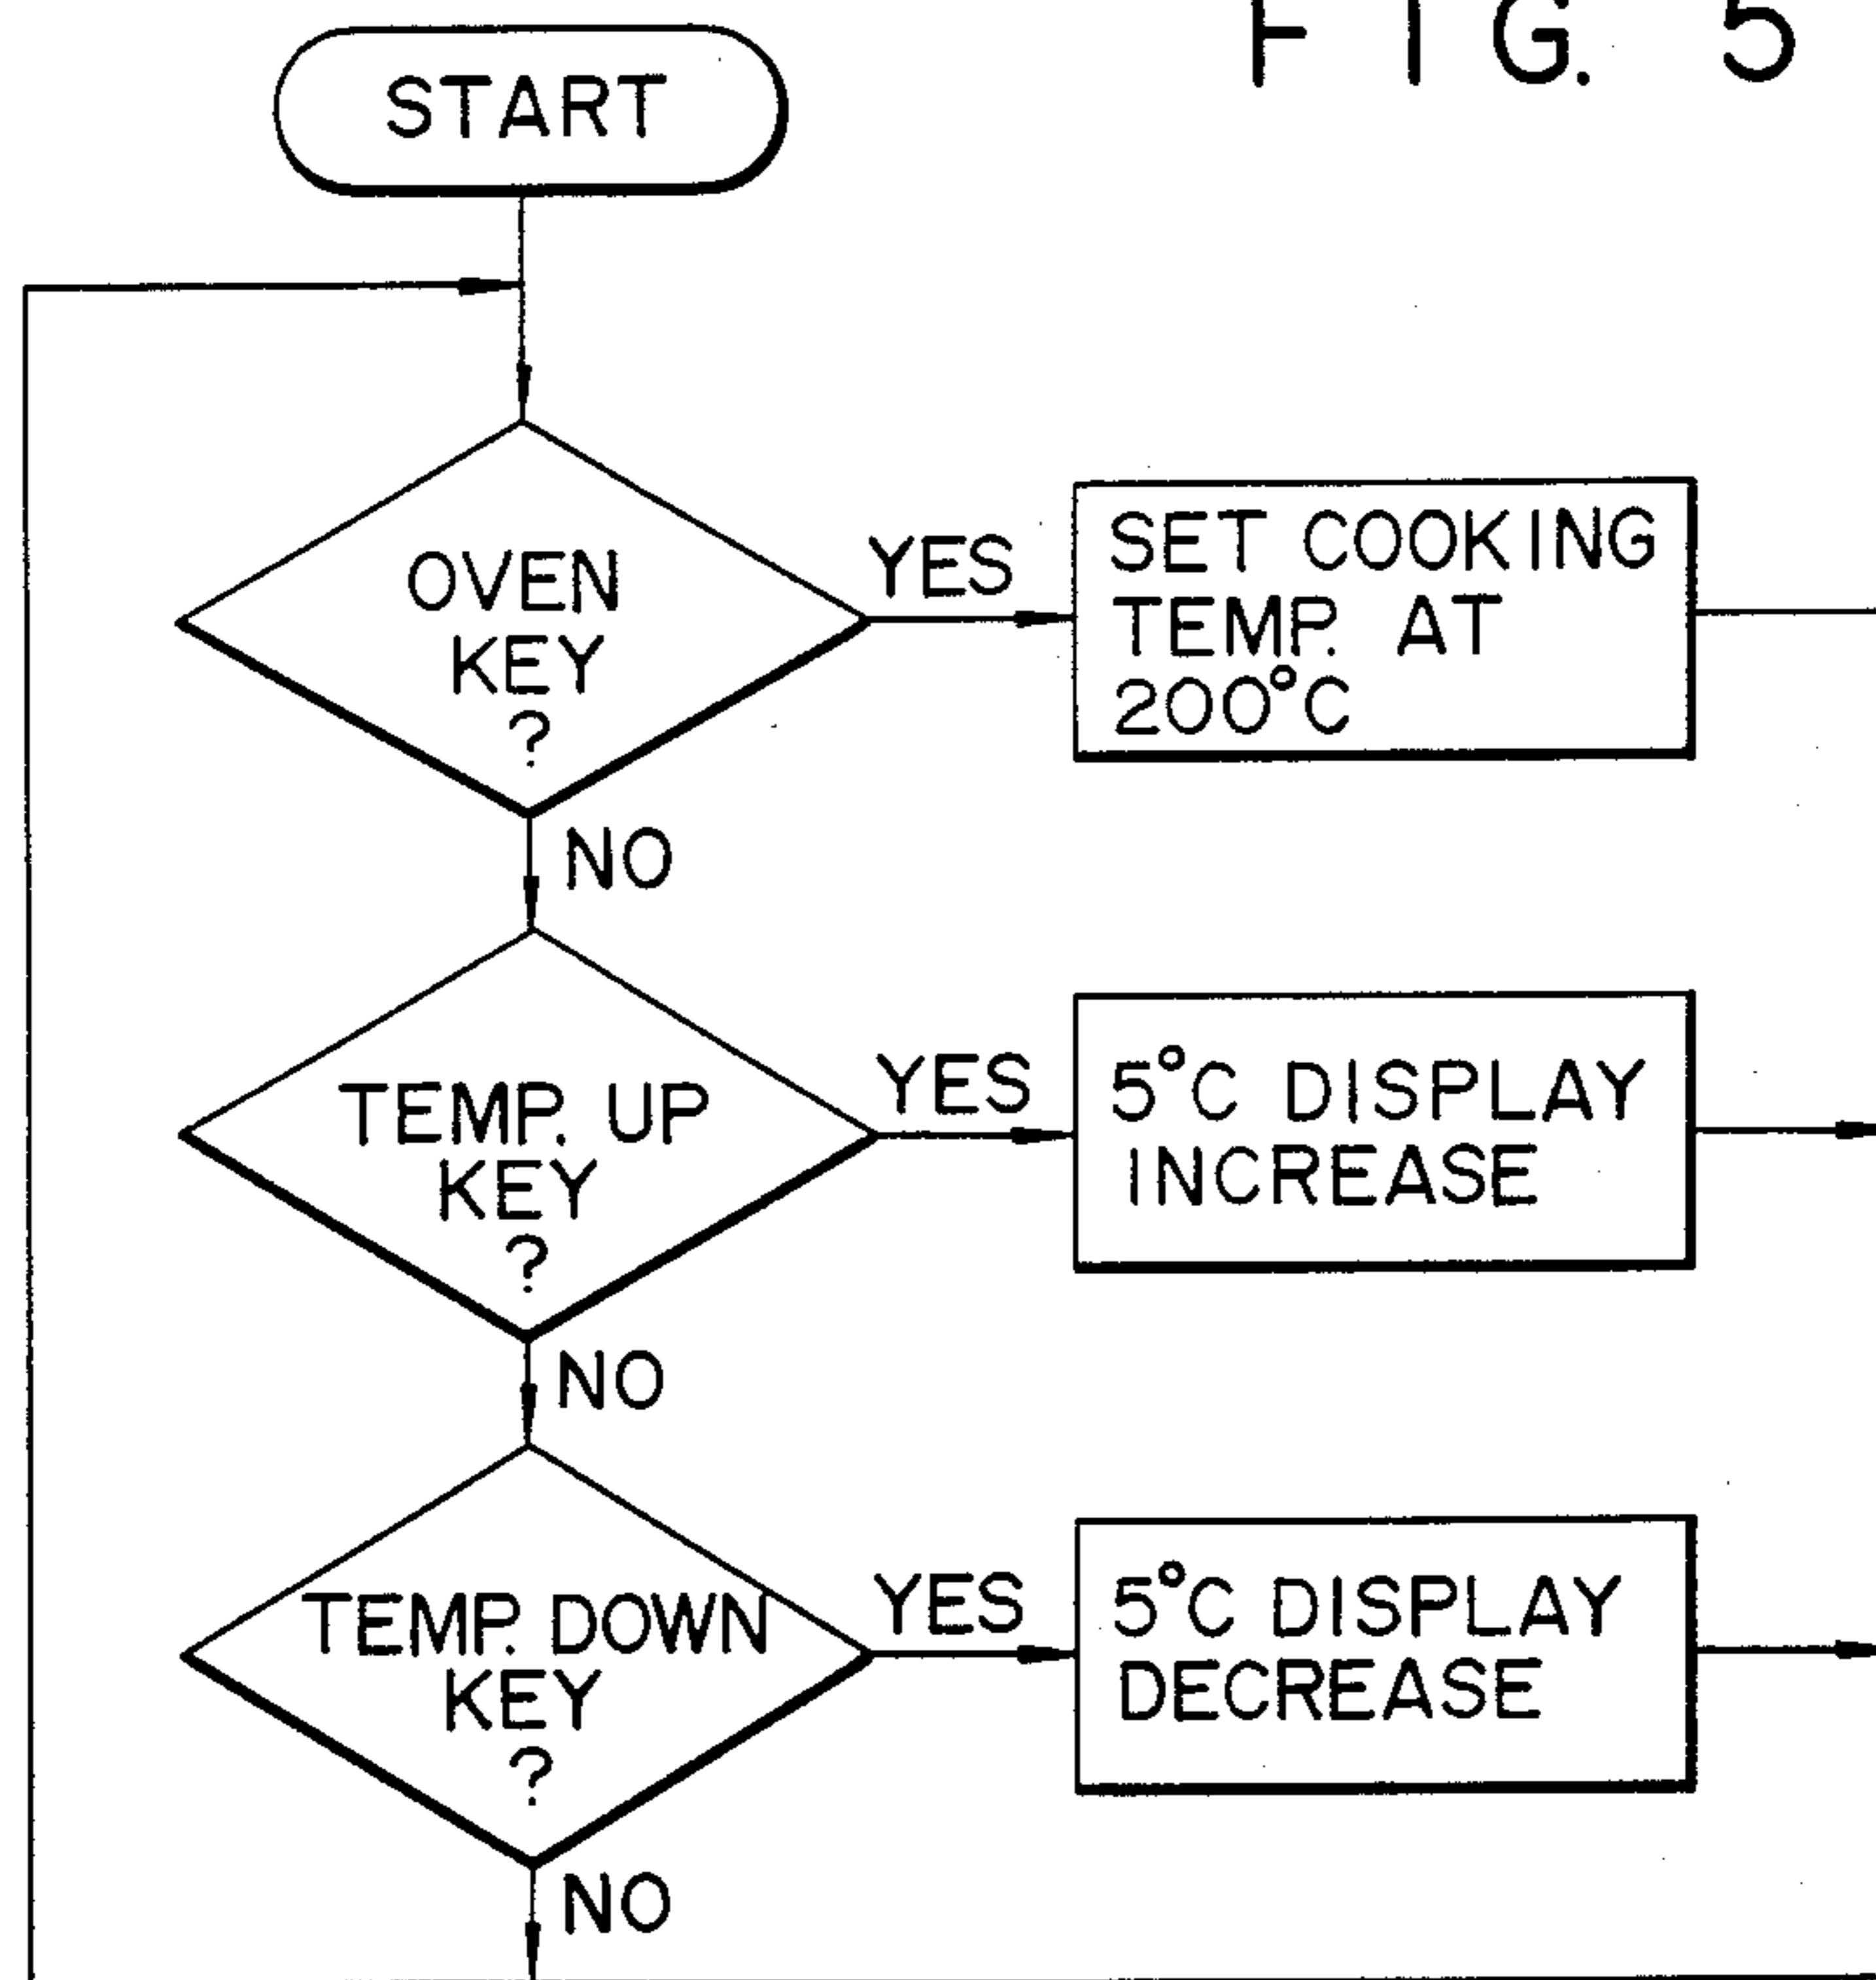 FIG. 5
START
OVEN
KEY
?
YES
SET COOKING
TEMP. AT
200°C
NO
TEMP. UP
KEY
?
YES
5°C DISPLAY
INCREASE
NO
TEMP. DOWN
KEY
?
YES
5°C DISPLAY
DECREASE
NO